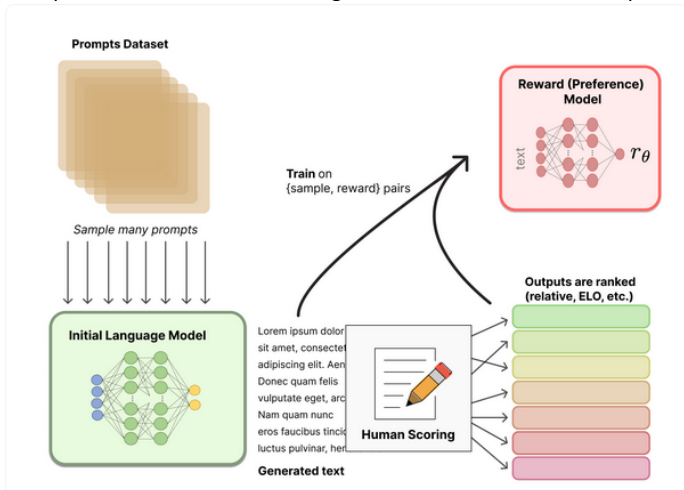 Prompts Dataset
Sample many prompts
Initial Language Model
Train on
{sample, reward} pairs
Reward (Preference)
Model
text
rθ
Lorem ipsum dolor
sit amet, consectet
adipiscing elit. Aen
Donec quam felis
vulputate eget, arc
Nam quam nunc
eros faucibus tincid
luctus pulvinar, her
Generated text
Human Scoring
Outputs are ranked
(relative, ELO, etc.)